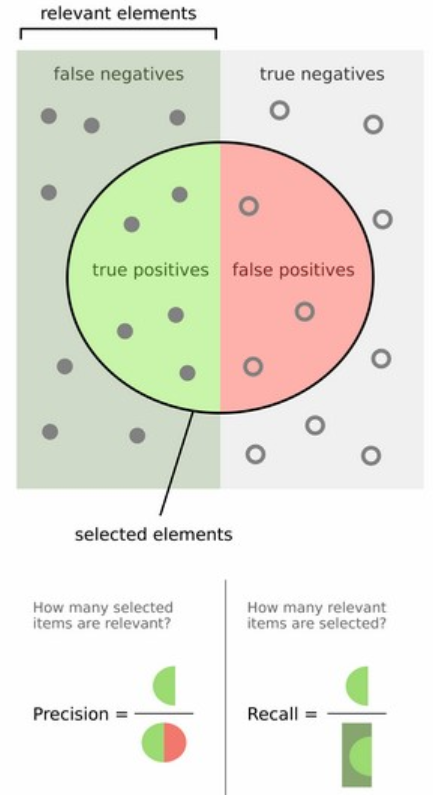 relevant elements
false negatives
true negatives
true positives
false positives
selected elements
How many selected
items are relevant?
How many relevant
items are selected?
Precision =
Recall =